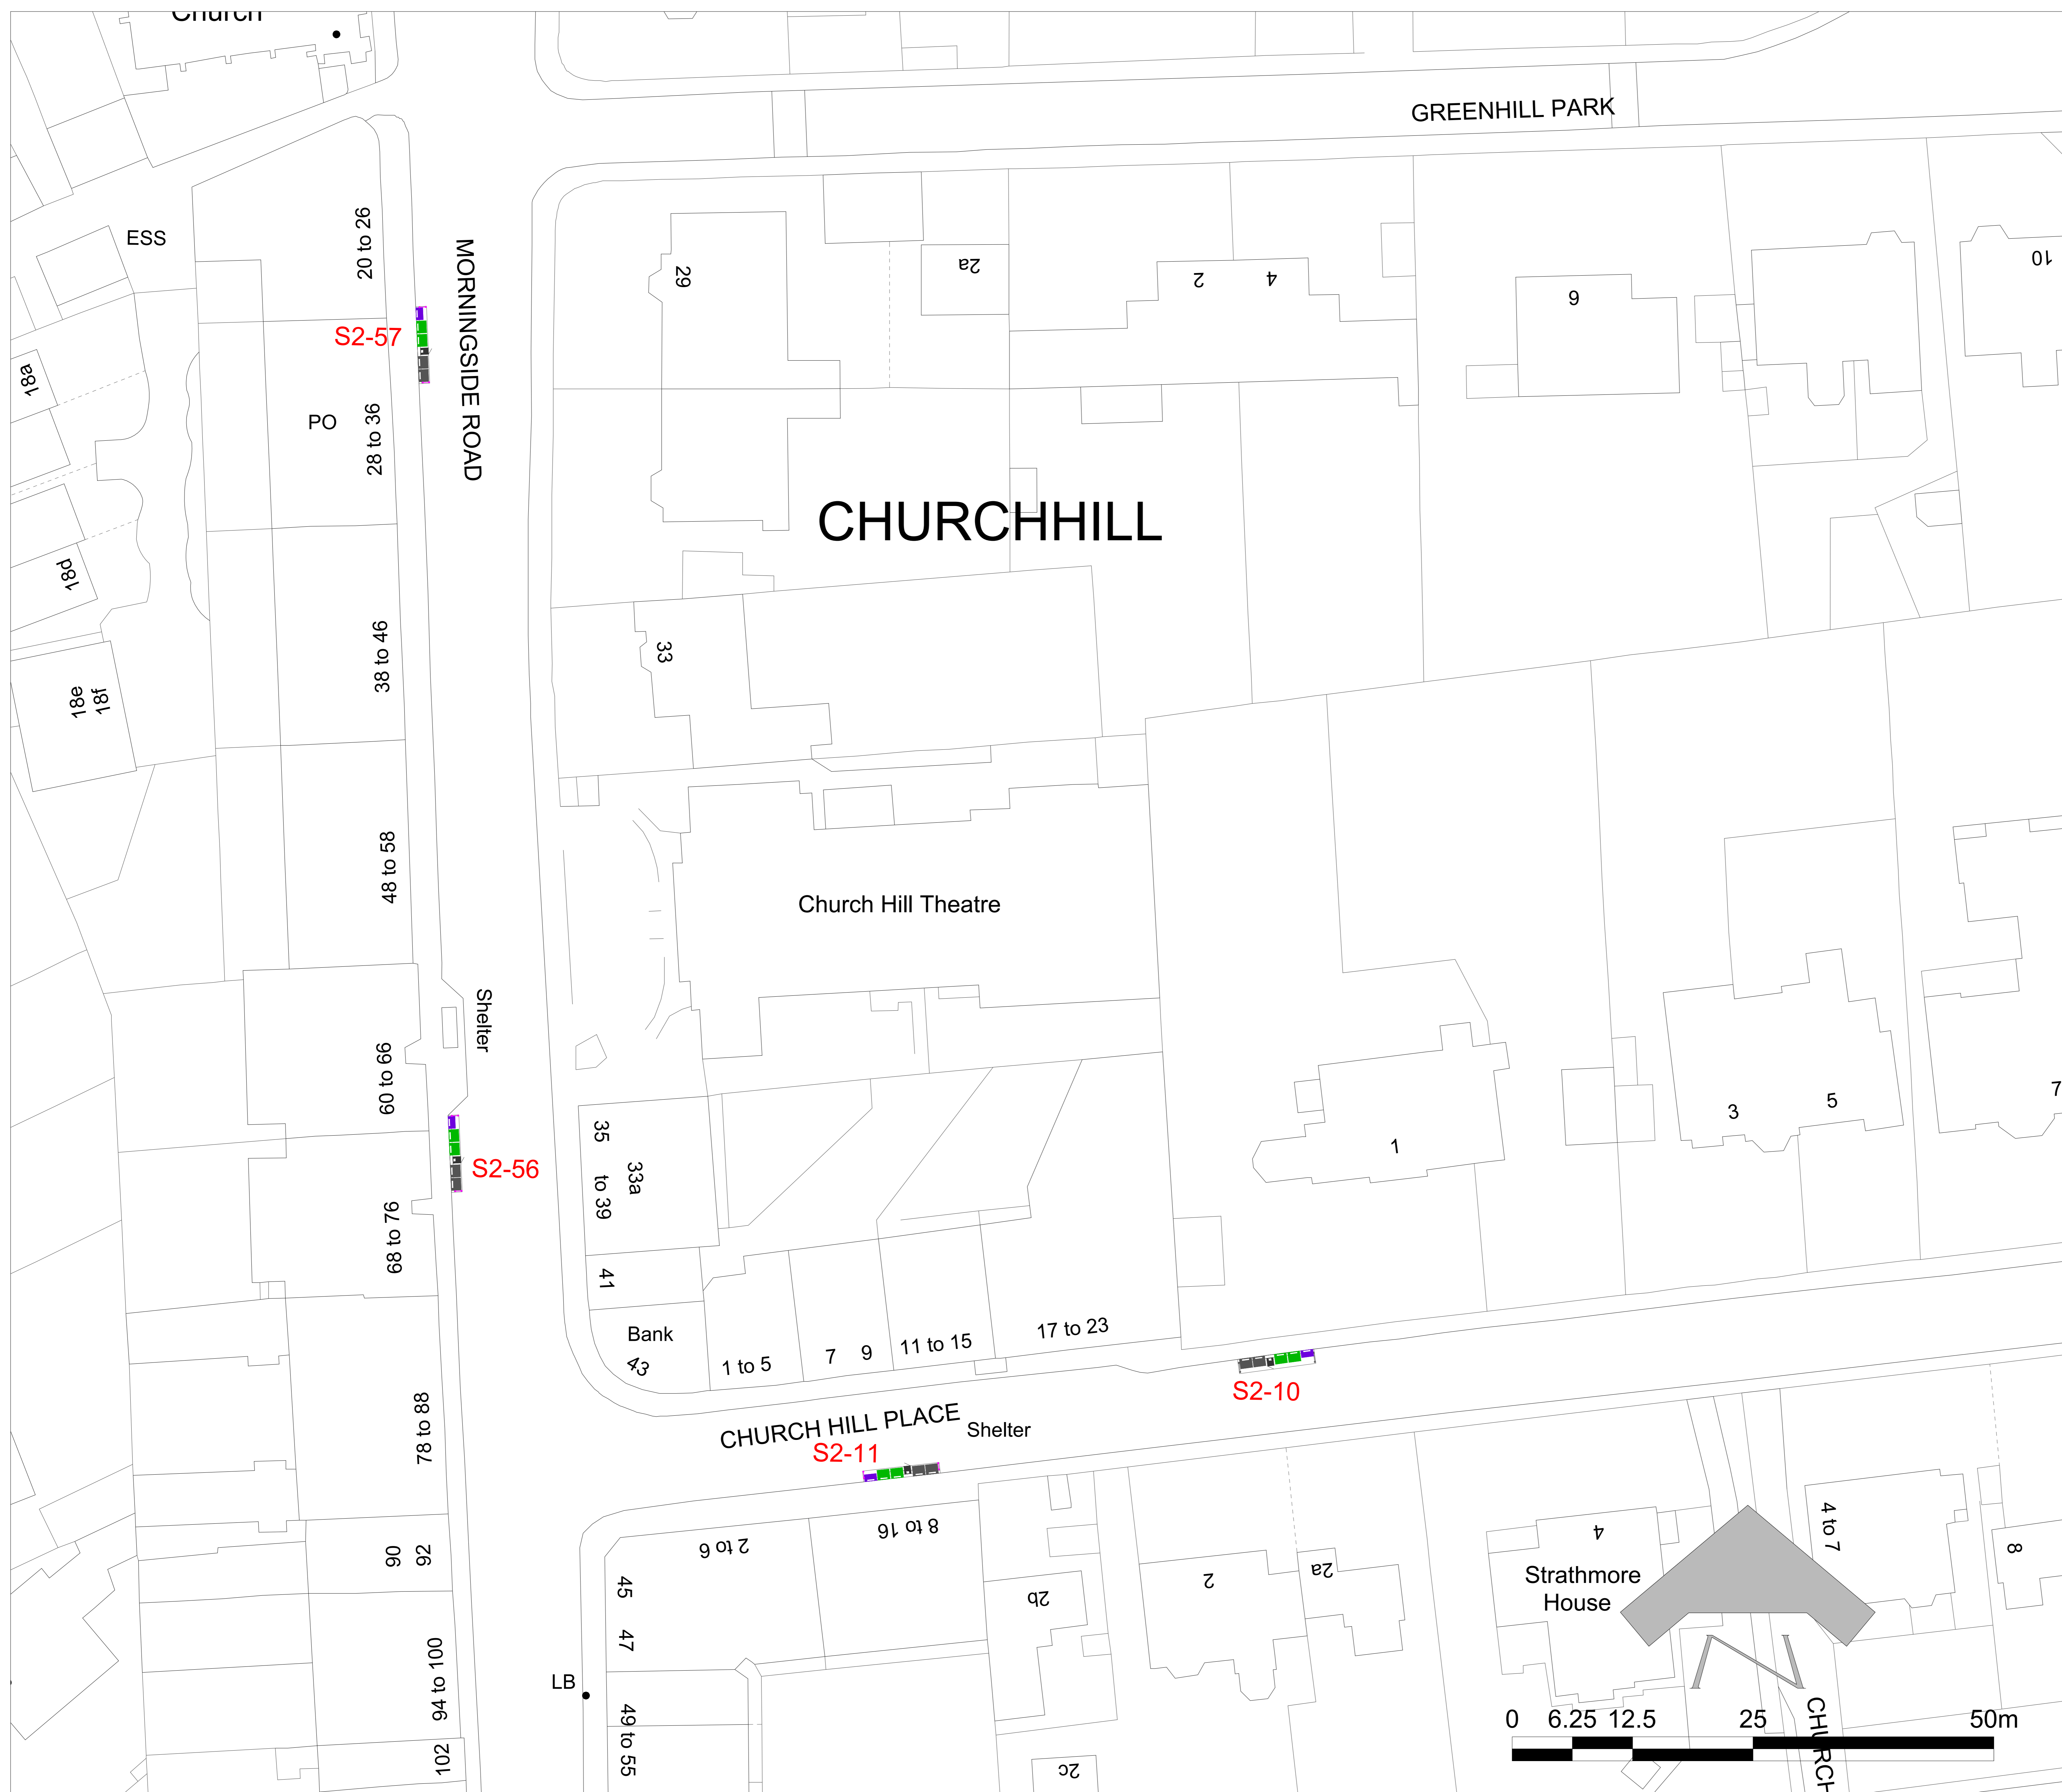 Church
GREENHILL PARK
ESS
20 to 26
MORNINGSIDE ROAD
29
2a
2
4
6
10
S2-57
18a
PO
28 to 36
CHURCHHILL
18d
38 to 46
33
18e
18f
48 to 58
Church Hill Theatre
Shelter
60 to 66
35
to 39
33a
1
3
5
7
S2-56
68 to 76
41
Bank
43
1 to 5
7
9
11 to 15
17 to 23
S2-10
78 to 88
CHURCH HILL PLACE
Shelter
S2-11
2 to 6
8 to 16
90
92
45
47
2b
2
2a
4
Strathmore
House
4 to 7
8
94 to 100
LB
49 to 55
102
2c
CHURCH
0
6.25
12.5
25
50m
N